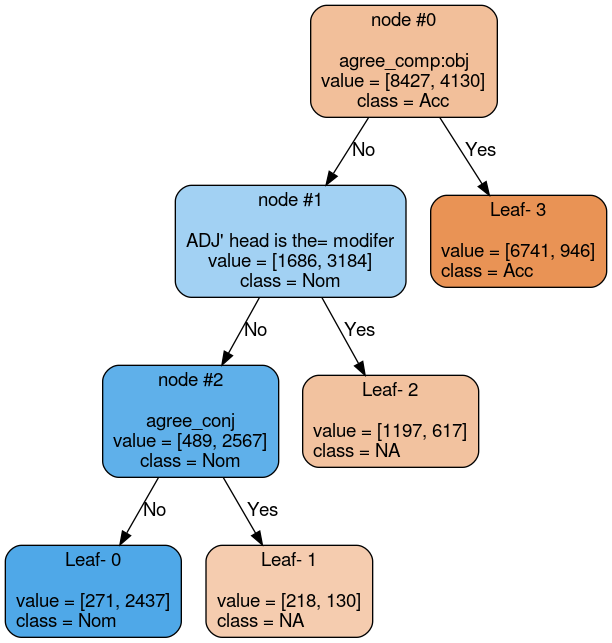 node #0
agree_comp:obj
value = [8427, 4130]
class = Acc
No
Yes
node #1
ADJ' head is the= modifer
value = [1686, 3184]
class = Nom
Leaf- 3
value = [6741, 946]
class = Acc
No
Yes
node #2
agree_conj
value = [489, 2567]
class = Nom
Leaf- 2
value = [1197, 617]
class = NA
No
Yes
Leaf- 0
value = [271, 2437]
class = Nom
Leaf- 1
value = [218, 130]
class = NA